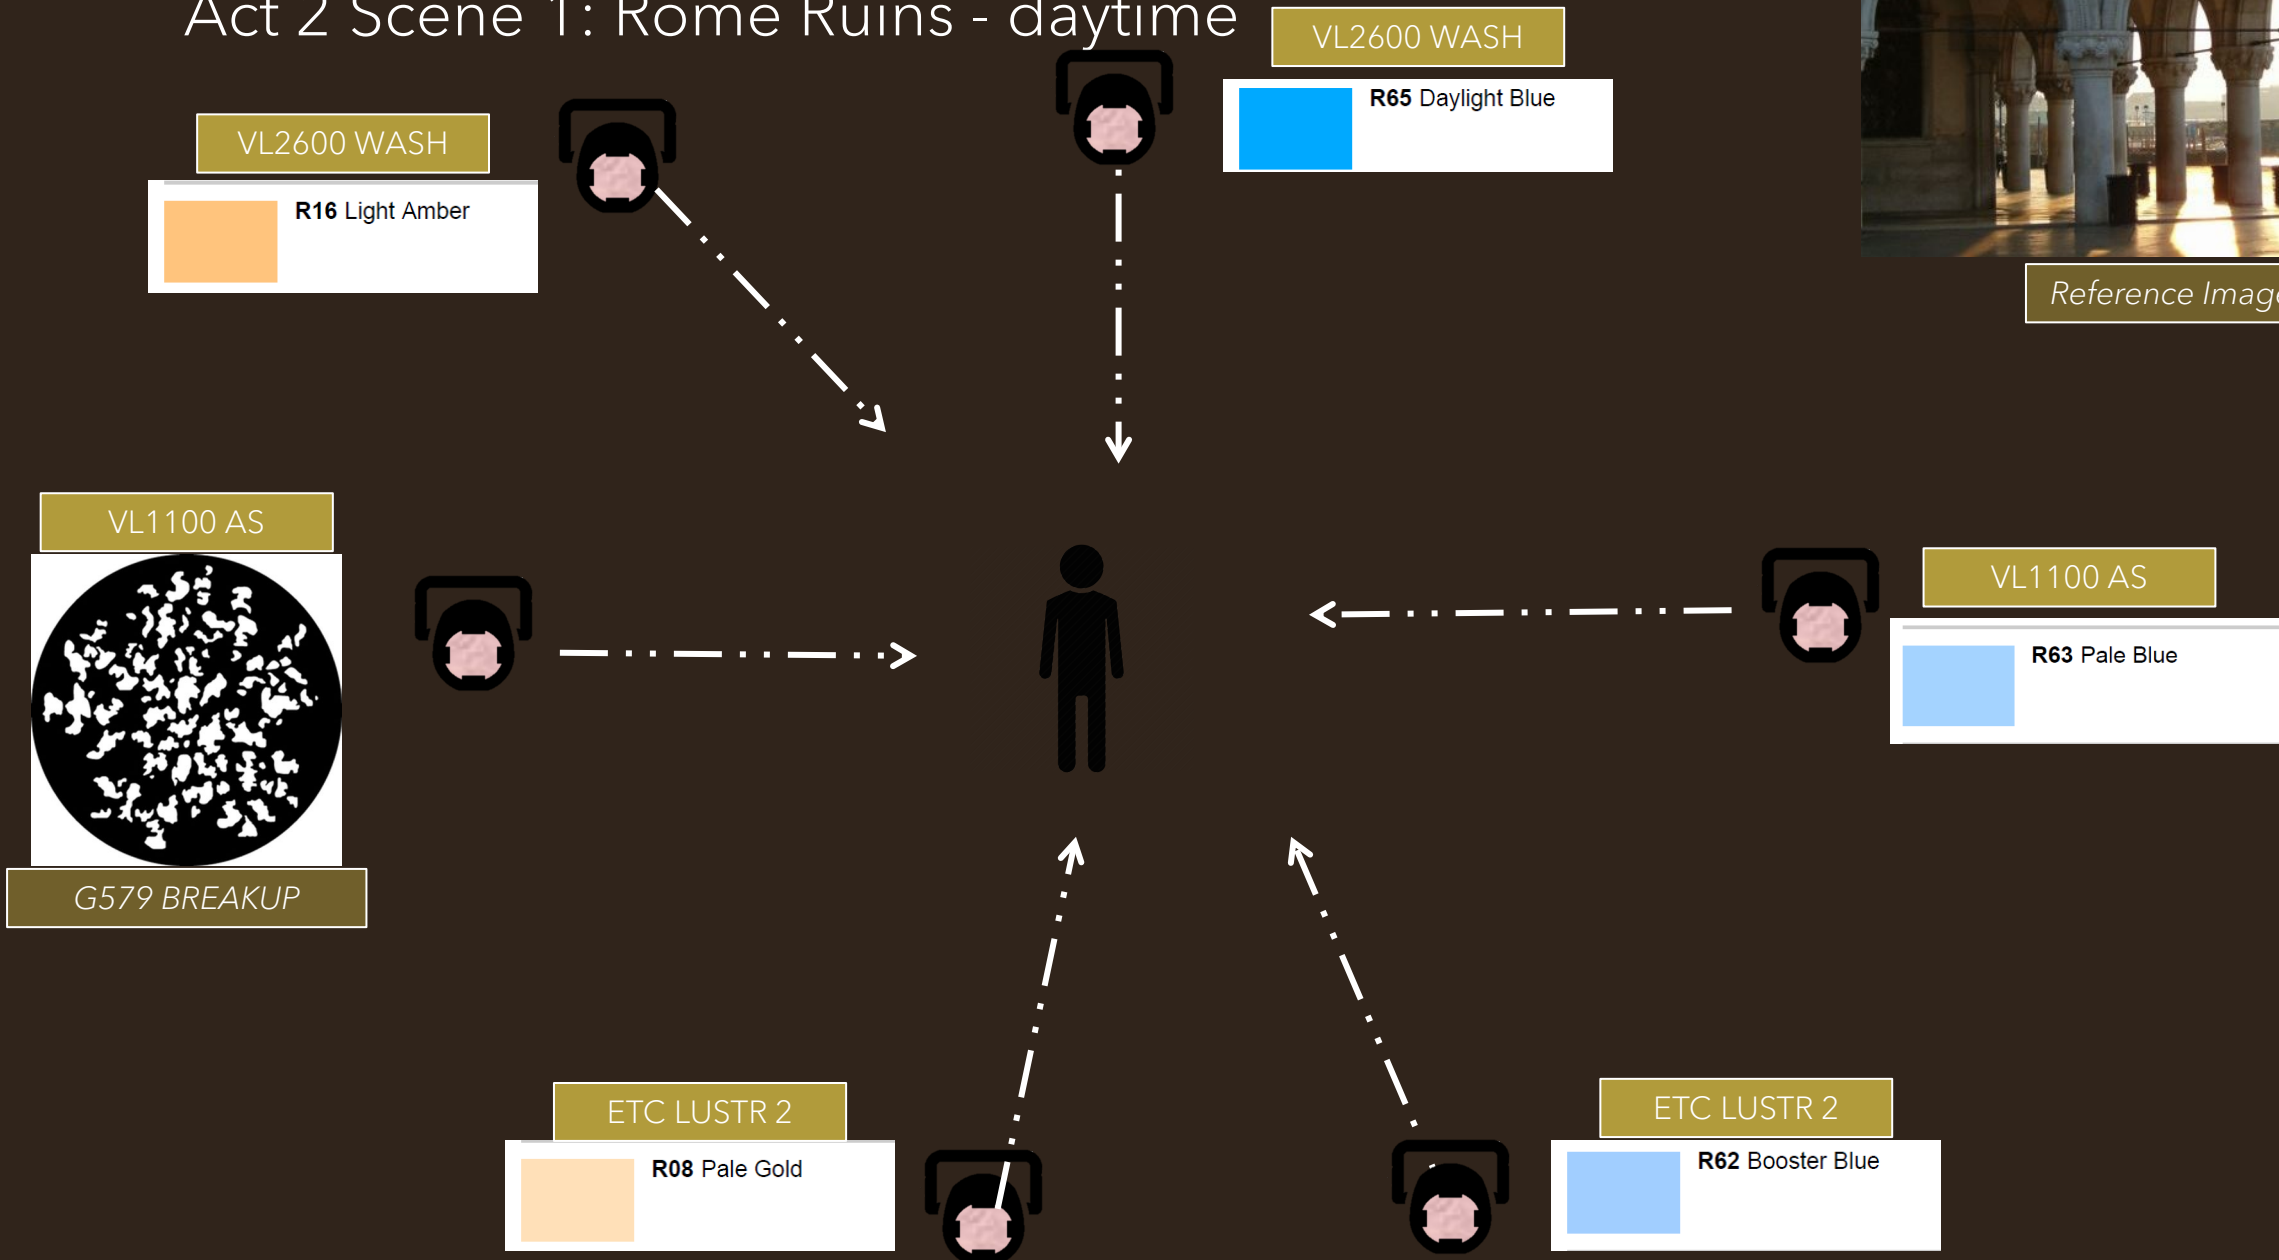 Act 2 Scene 1: Rome Ruins - daytime
VL2600 WASH
R65 Daylight Blue
VL2600 WASH
R16 Light Amber
Reference Image
VL1100 AS
G579 BREAKUP
VL1100 AS
R63 Pale Blue
ETC LUSTR 2
R08 Pale Gold
ETC LUSTR 2
R62 Booster Blue